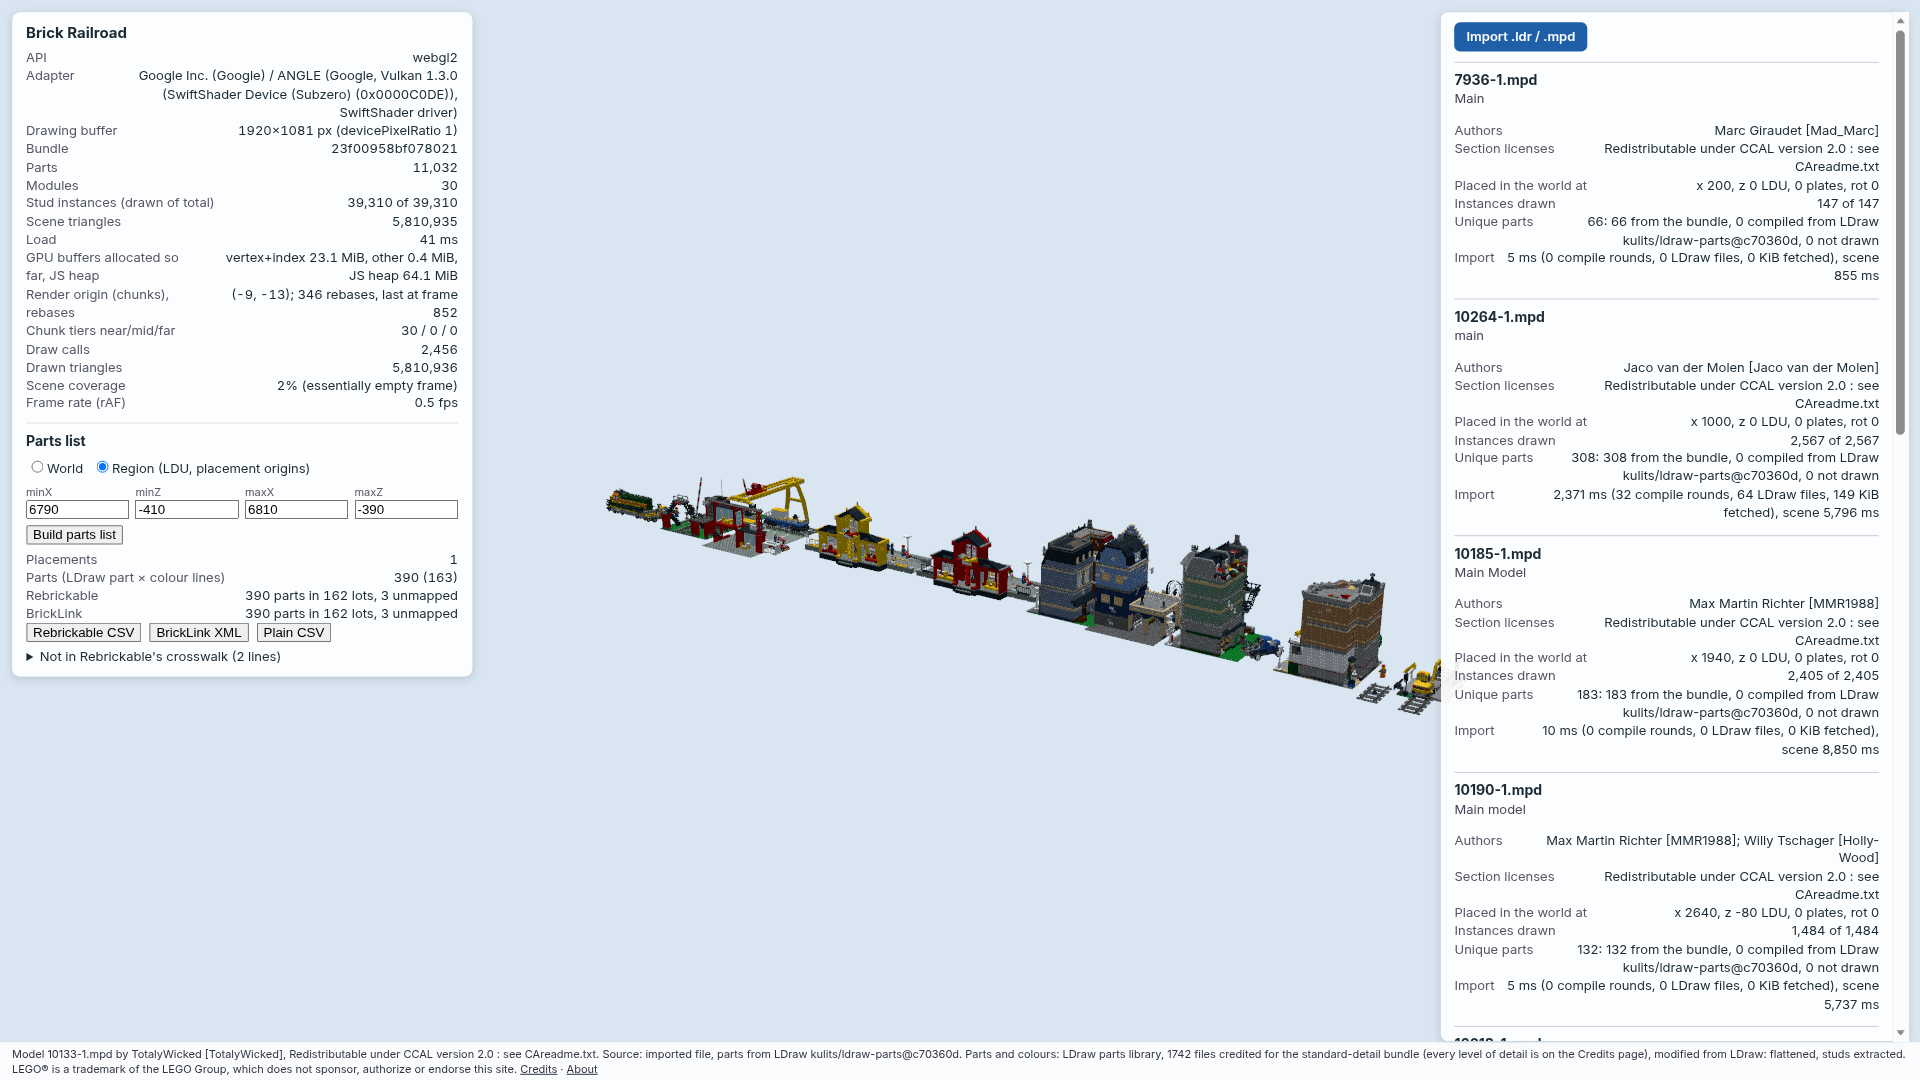 Brick Railroad
API webgl2
Adapter Google Inc. (Google) / ANGLE (Google, Vulkan 1.3.0
(SwiftShader Device (Subzero) (0x0000C0DE)),
SwiftShader driver)
Drawing buffer 1920×1081 px (devicePixelRatio 1)
Bundle 23f00958bf078021
Parts 11,032
Modules 30
Stud instances (drawn of total) 39,310 of 39,310
Scene triangles 5,810,935
Load 41 ms
GPU buffers allocated so vertex+index 23.1 MiB, other 0.4 MiB,
far, JS heap JS heap 64.1 MiB
Render origin (chunks), (-9, -13); 346 rebases, last at frame
rebases 852
Chunk tiers near/mid/far 30 / 0 / 0
Draw calls 2,456
Drawn triangles 5,810,936
Scene coverage 2% (essentially empty frame)
Frame rate (rAF) 0.5 fps
Parts list
World Region (LDU, placement origins)
minX minZ maxX maxZ
6790 -410 6810 -390
Build parts list
Placements 1
Parts (LDraw part × colour lines) 390 (163)
Rebrickable 390 parts in 162 lots, 3 unmapped
BrickLink 390 parts in 162 lots, 3 unmapped
Rebrickable CSV BrickLink XML Plain CSV
▶ Not in Rebrickable's crosswalk (2 lines)
Import .ldr / .mpd
7936-1.mpd
Main
Authors Marc Giraudet [Mad_Marc]
Section licenses Redistributable under CCAL version 2.0 : see
CAreadme.txt
Placed in the world at x 200, z 0 LDU, 0 plates, rot 0
Instances drawn 147 of 147
Unique parts 66: 66 from the bundle, 0 compiled from LDraw
kulits/ldraw-parts@c70360d, 0 not drawn
Import 5 ms (0 compile rounds, 0 LDraw files, 0 KiB fetched), scene
855 ms
10264-1.mpd
main
Authors Jaco van der Molen [Jaco van der Molen]
Section licenses Redistributable under CCAL version 2.0 : see
CAreadme.txt
Placed in the world at x 1000, z 0 LDU, 0 plates, rot 0
Instances drawn 2,567 of 2,567
Unique parts 308: 308 from the bundle, 0 compiled from LDraw
kulits/ldraw-parts@c70360d, 0 not drawn
Import 2,371 ms (32 compile rounds, 64 LDraw files, 149 KiB
fetched), scene 5,796 ms
10185-1.mpd
Main Model
Authors Max Martin Richter [MMR1988]
Section licenses Redistributable under CCAL version 2.0 : see
CAreadme.txt
Placed in the world at x 1940, z 0 LDU, 0 plates, rot 0
Instances drawn 2,405 of 2,405
Unique parts 183: 183 from the bundle, 0 compiled from LDraw
kulits/ldraw-parts@c70360d, 0 not drawn
Import 10 ms (0 compile rounds, 0 LDraw files, 0 KiB fetched),
scene 8,850 ms
10190-1.mpd
Main model
Authors Max Martin Richter [MMR1988]; Willy Tschager [Holly-
Wood]
Section licenses Redistributable under CCAL version 2.0 : see
CAreadme.txt
Placed in the world at x 2640, z -80 LDU, 0 plates, rot 0
Instances drawn 1,484 of 1,484
Unique parts 132: 132 from the bundle, 0 compiled from LDraw
kulits/ldraw-parts@c70360d, 0 not drawn
Import 5 ms (0 compile rounds, 0 LDraw files, 0 KiB fetched), scene
5,737 ms
Model 10133-1.mpd by TotalyWicked [TotalyWicked], Redistributable under CCAL version 2.0 : see CAreadme.txt. Source: imported file, parts from LDraw kulits/ldraw-parts@c70360d. Parts and colours: LDraw parts library, 1742 files credited for the standard-detail bundle (every level of detail is on the Credits page), modified from LDraw: flattened, studs extracted.
LEGO® is a trademark of the LEGO Group, which does not sponsor, authorize or endorse this site. Credits · About